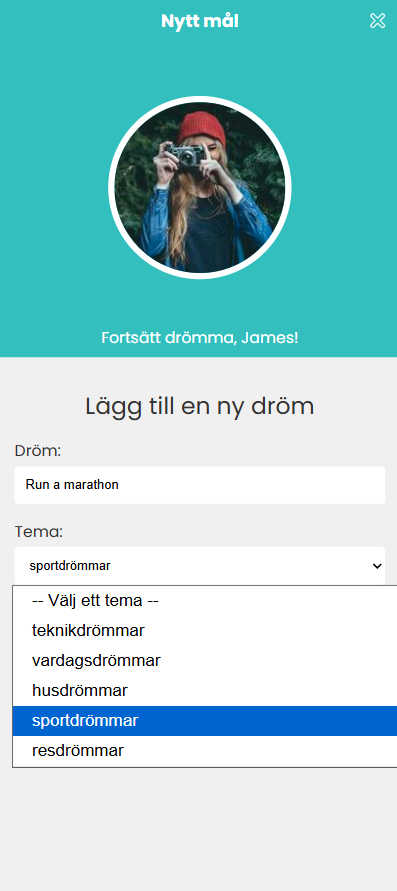 Nytt mål
Fortsätt drömma, James!
Lägg till en ny dröm
Dröm:
Run a marathon
Tema:
sportdrömmar
-- Välj ett tema --
teknikdrömmar
vardagsdrömmar
husdrömmar
sportdrömmar
resdrömmar